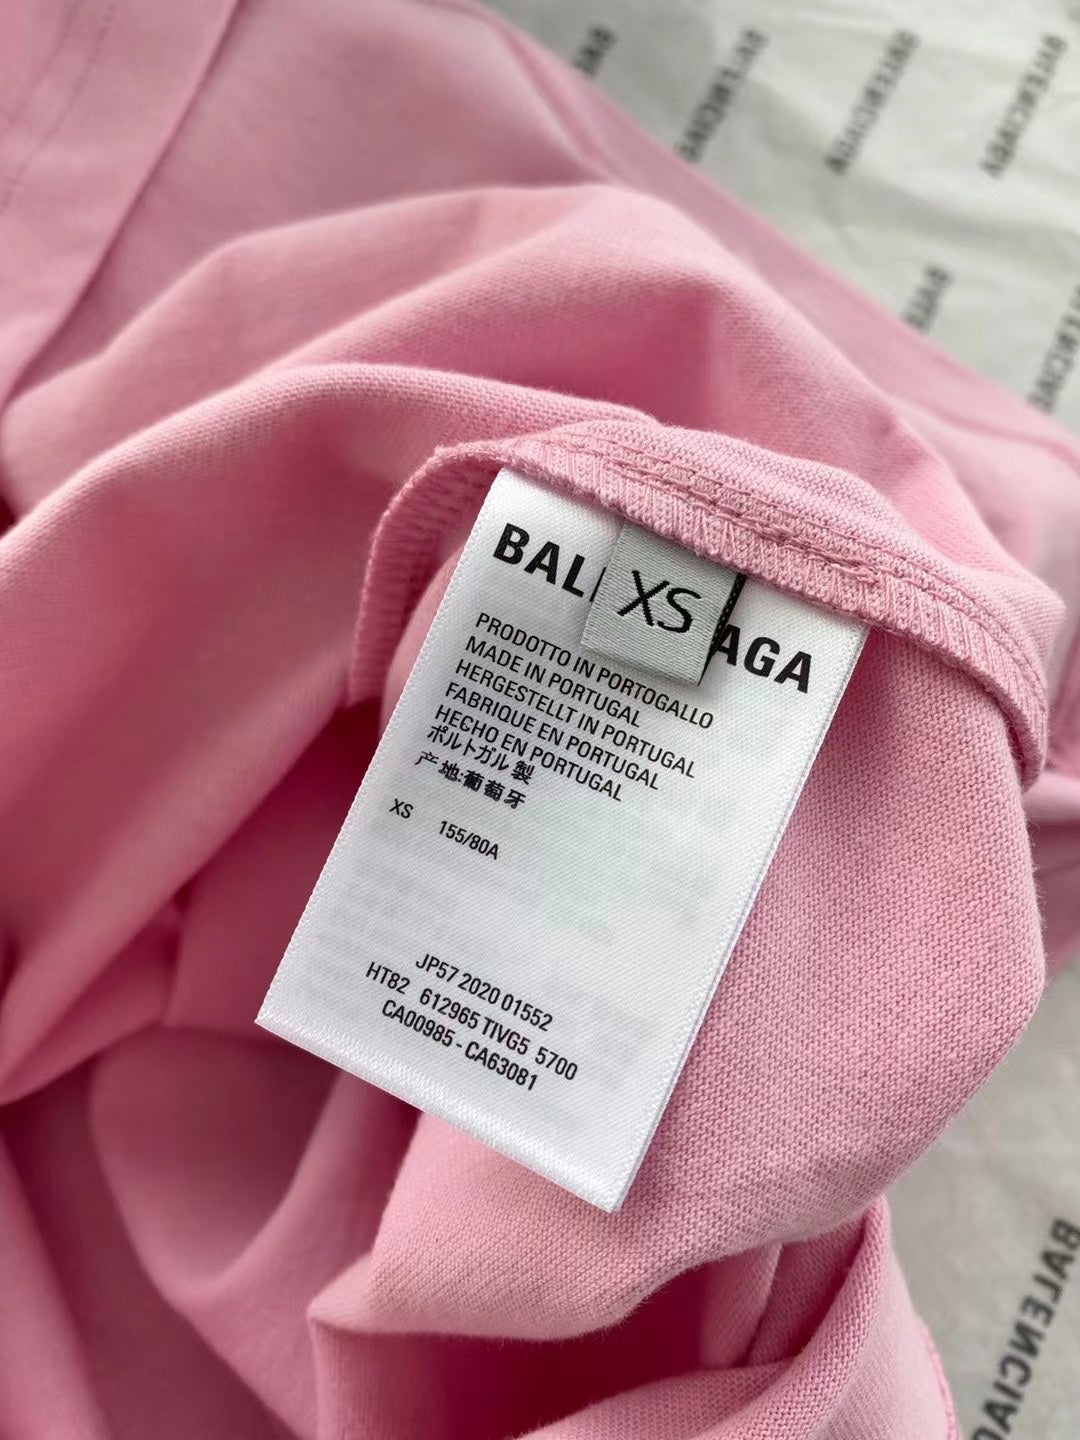 BAL
AGA
XS
PRODOTTO IN PORTOGALLO
MADE IN PORTUGAL
HERGESTELLT IN PORTUGAL
FABRIQUE EN PORTUGAL
HECHO EN PORTUGAL
ポルトガル 製
产地:葡萄牙
XS 155/80A
JP57 2020 01552
HT82 612965 TIVG5 5700
CA00985 - CA63081
BALENCIAG